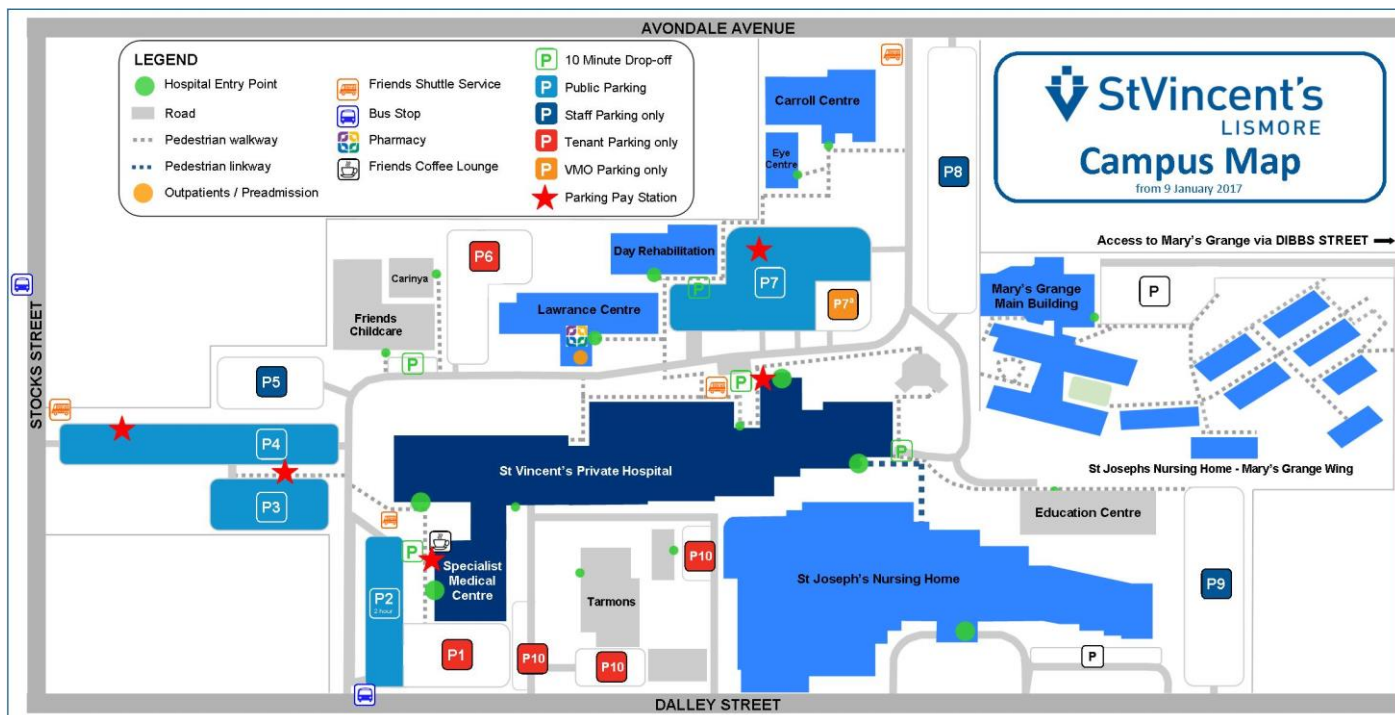 AVONDALE AVENUE
LEGEND
Hospital Entry Point
Road
Pedestrian walkway
Pedestrian linkway
Outpatients / Preadmission
Friends Shuttle Service
Bus Stop
Pharmacy
Friends Coffee Lounge
P 10 Minute Drop-off
P Public Parking
P Staff Parking only
P Tenant Parking only
P VMO Parking only
Parking Pay Station
StVincent's
LISMORE
Campus Map
from 9 January 2017
Carroll Centre
Eye
Centre
P8
Access to Mary's Grange via DIBBS STREET
STOCKS STREET
P6
Carinya
Friends
Childcare
P
Day Rehabilitation
P
P7
P7ª
Lawrance Centre
Mary's Grange
Main Building
P
P5
P
P4
P3
St Vincent's Private Hospital
P
St Josephs Nursing Home - Mary's Grange Wing
Education Centre
P
Specialist
Medical
Centre
P2
2 hour
P1
P10
Tarmons
P10
P10
St Joseph's Nursing Home
P9
P
DALLEY STREET